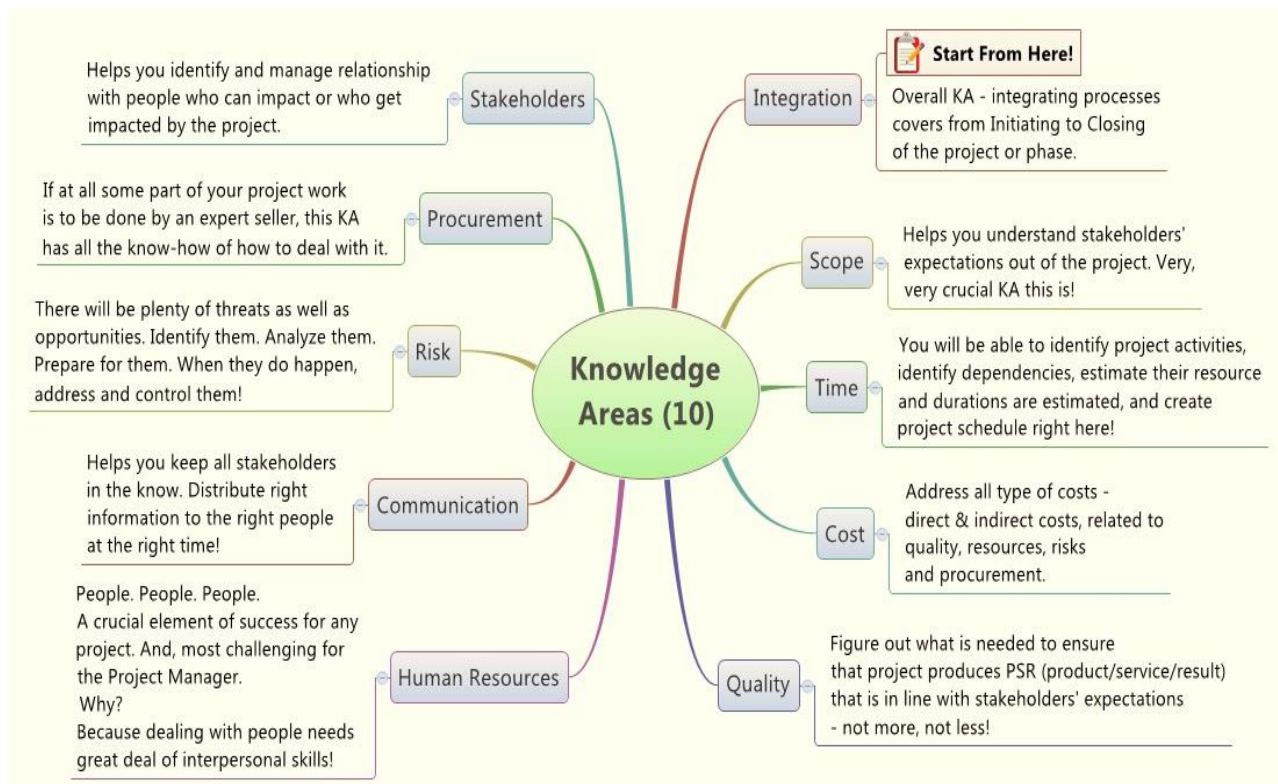 Knowledge
Areas (10)
Integration
Start From Here!
Overall KA - integrating processes
covers from Initiating to Closing
of the project or phase.
Scope
Helps you understand stakeholders'
expectations out of the project. Very,
very crucial KA this is!
Time
You will be able to identify project activities,
identify dependencies, estimate their resource
and durations are estimated, and create
project schedule right here!
Cost
Address all type of costs -
direct & indirect costs, related to
quality, resources, risks
and procurement.
Quality
Figure out what is needed to ensure
that project produces PSR (product/service/result)
that is in line with stakeholders' expectations
- not more, not less!
Human Resources
People. People. People.
A crucial element of success for any
project. And, most challenging for
the Project Manager.
Why?
Because dealing with people needs
great deal of interpersonal skills!
Communication
Helps you keep all stakeholders
in the know. Distribute right
information to the right people
at the right time!
Risk
There will be plenty of threats as well as
opportunities. Identify them. Analyze them.
Prepare for them. When they do happen,
address and control them!
Procurement
If at all some part of your project work
is to be done by an expert seller, this KA
has all the know-how of how to deal with it.
Stakeholders
Helps you identify and manage relationship
with people who can impact or who get
impacted by the project.